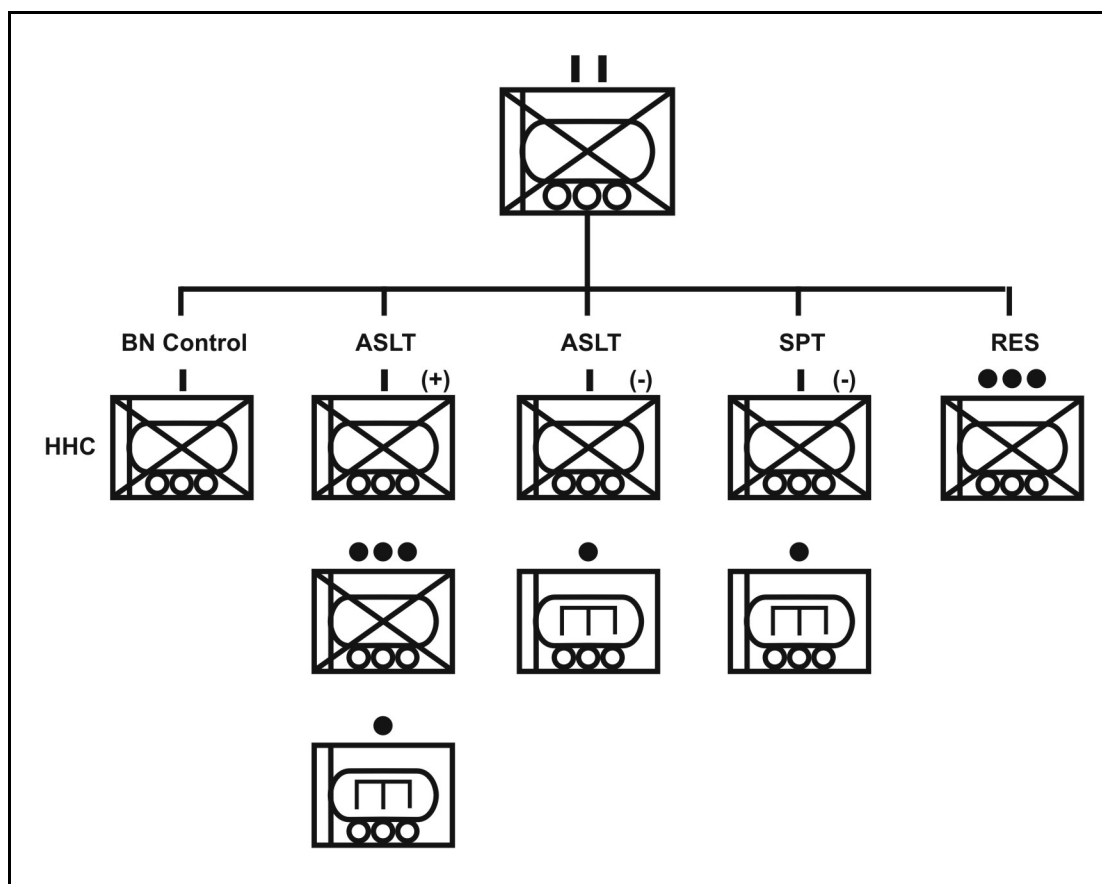 BN Control ASLT ASLT SPT RES
(+) (-) (-)
HHC